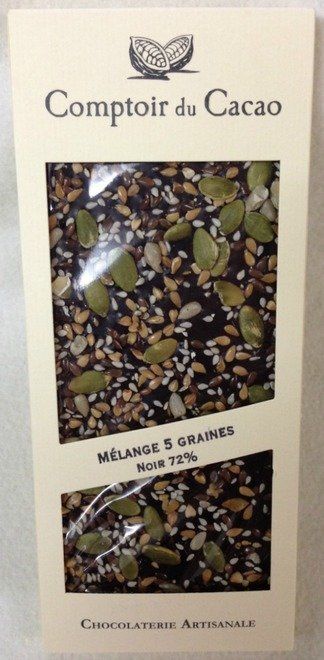 Comptoir du Cacao
MÉLANGE 5 GRAINES
NOIR 72%
CHOCOLATERIE ARTISANALE